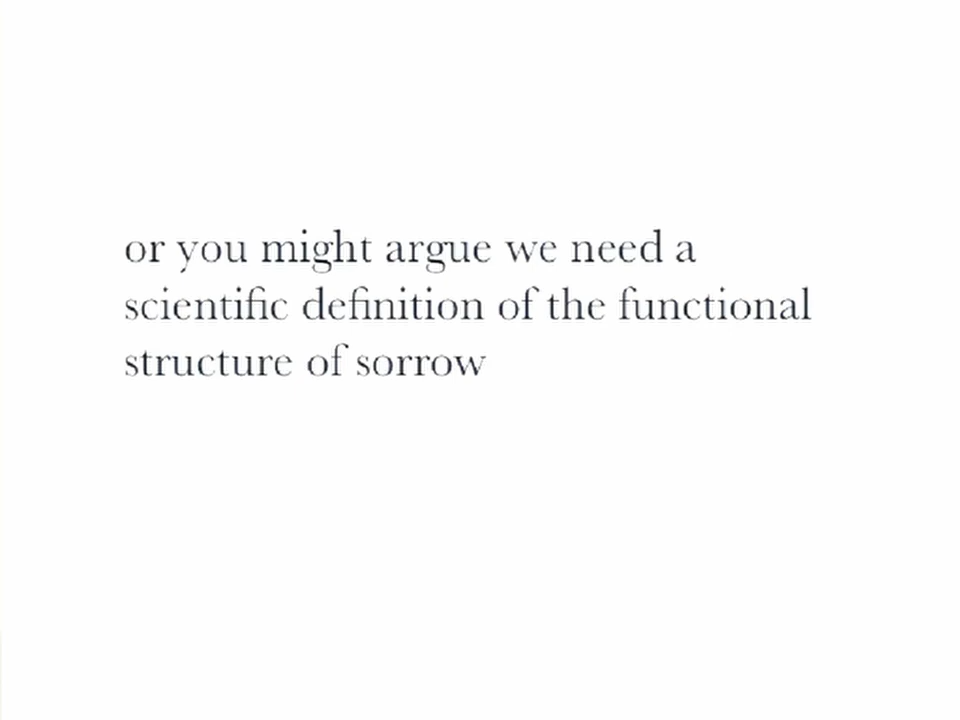 or you might argue we need a
scientific definition of the functional
structure of sorrow